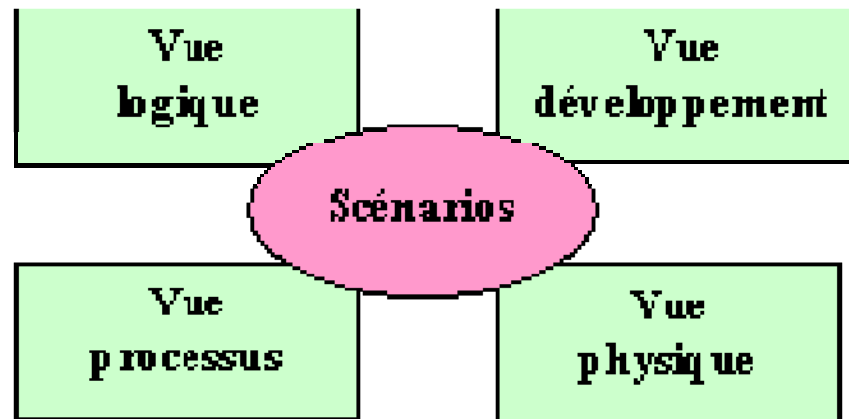 Vue
logique
Vue
développement
Scénarios
Vue
processus
Vue
physique